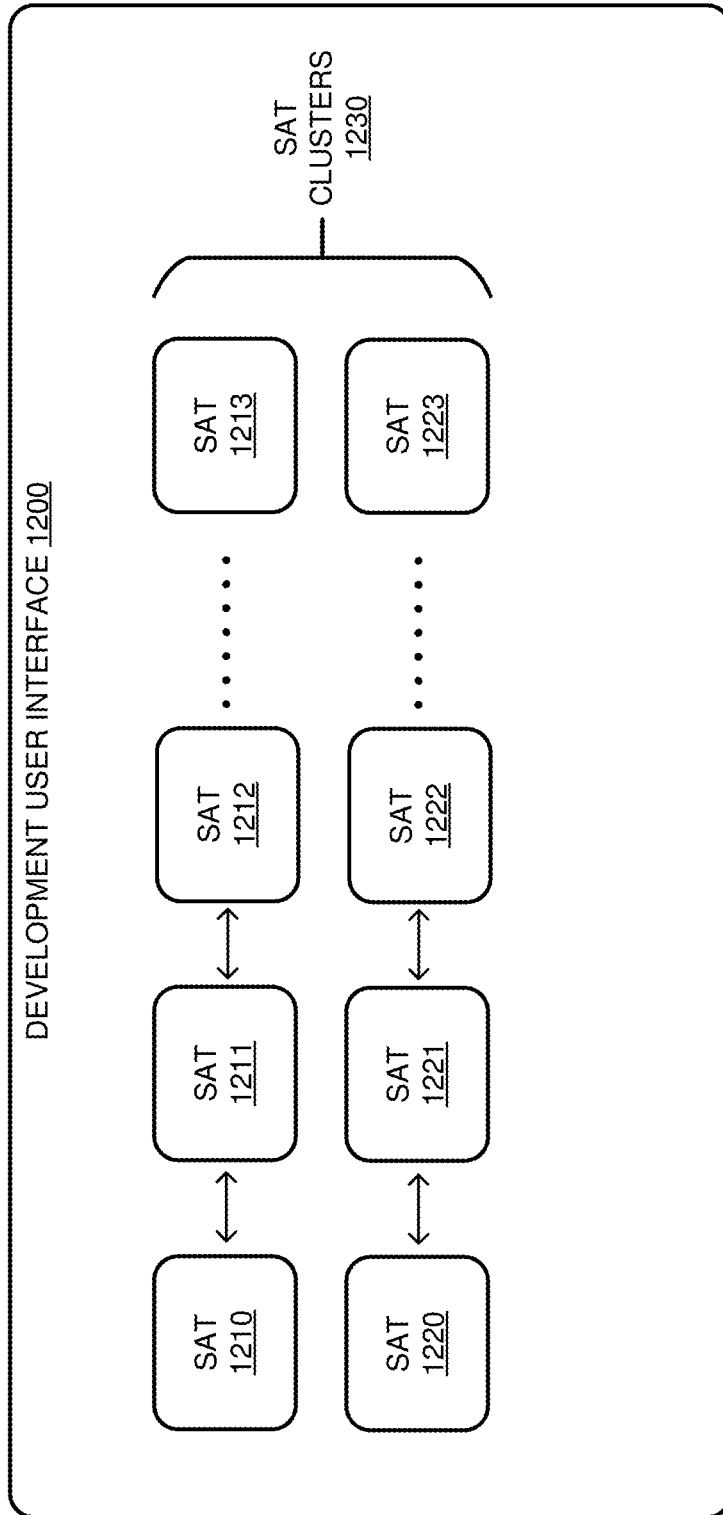 DEVELOPMENT USER INTERFACE 1200
SAT
1210
SAT
1211
SAT
1212
SAT
1213
SAT
CLUSTERS
1230
SAT
1220
SAT
1221
SAT
1222
SAT
1223